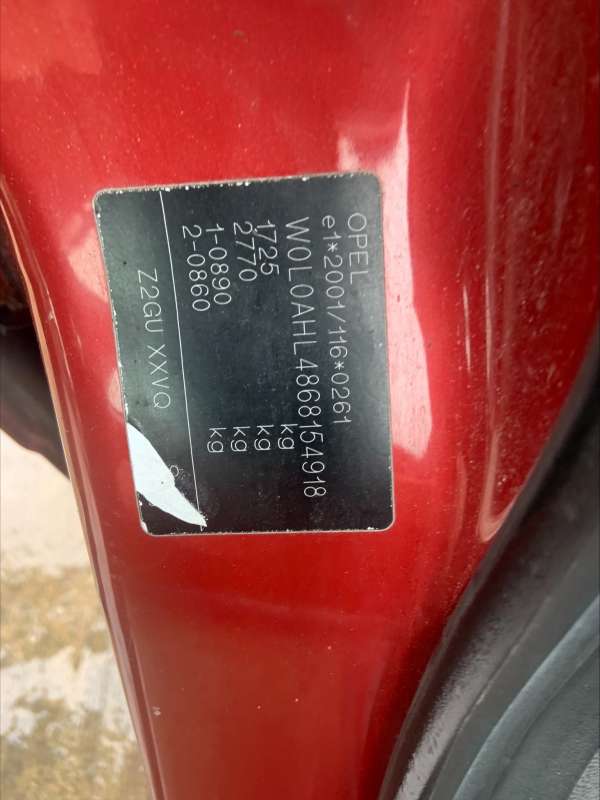 OPEL
e1*2001/116*0261
W0L0AHL4868154918
1725 kg
2770 kg
1-0890 kg
2-0860 kg
Z2GU XXVQ